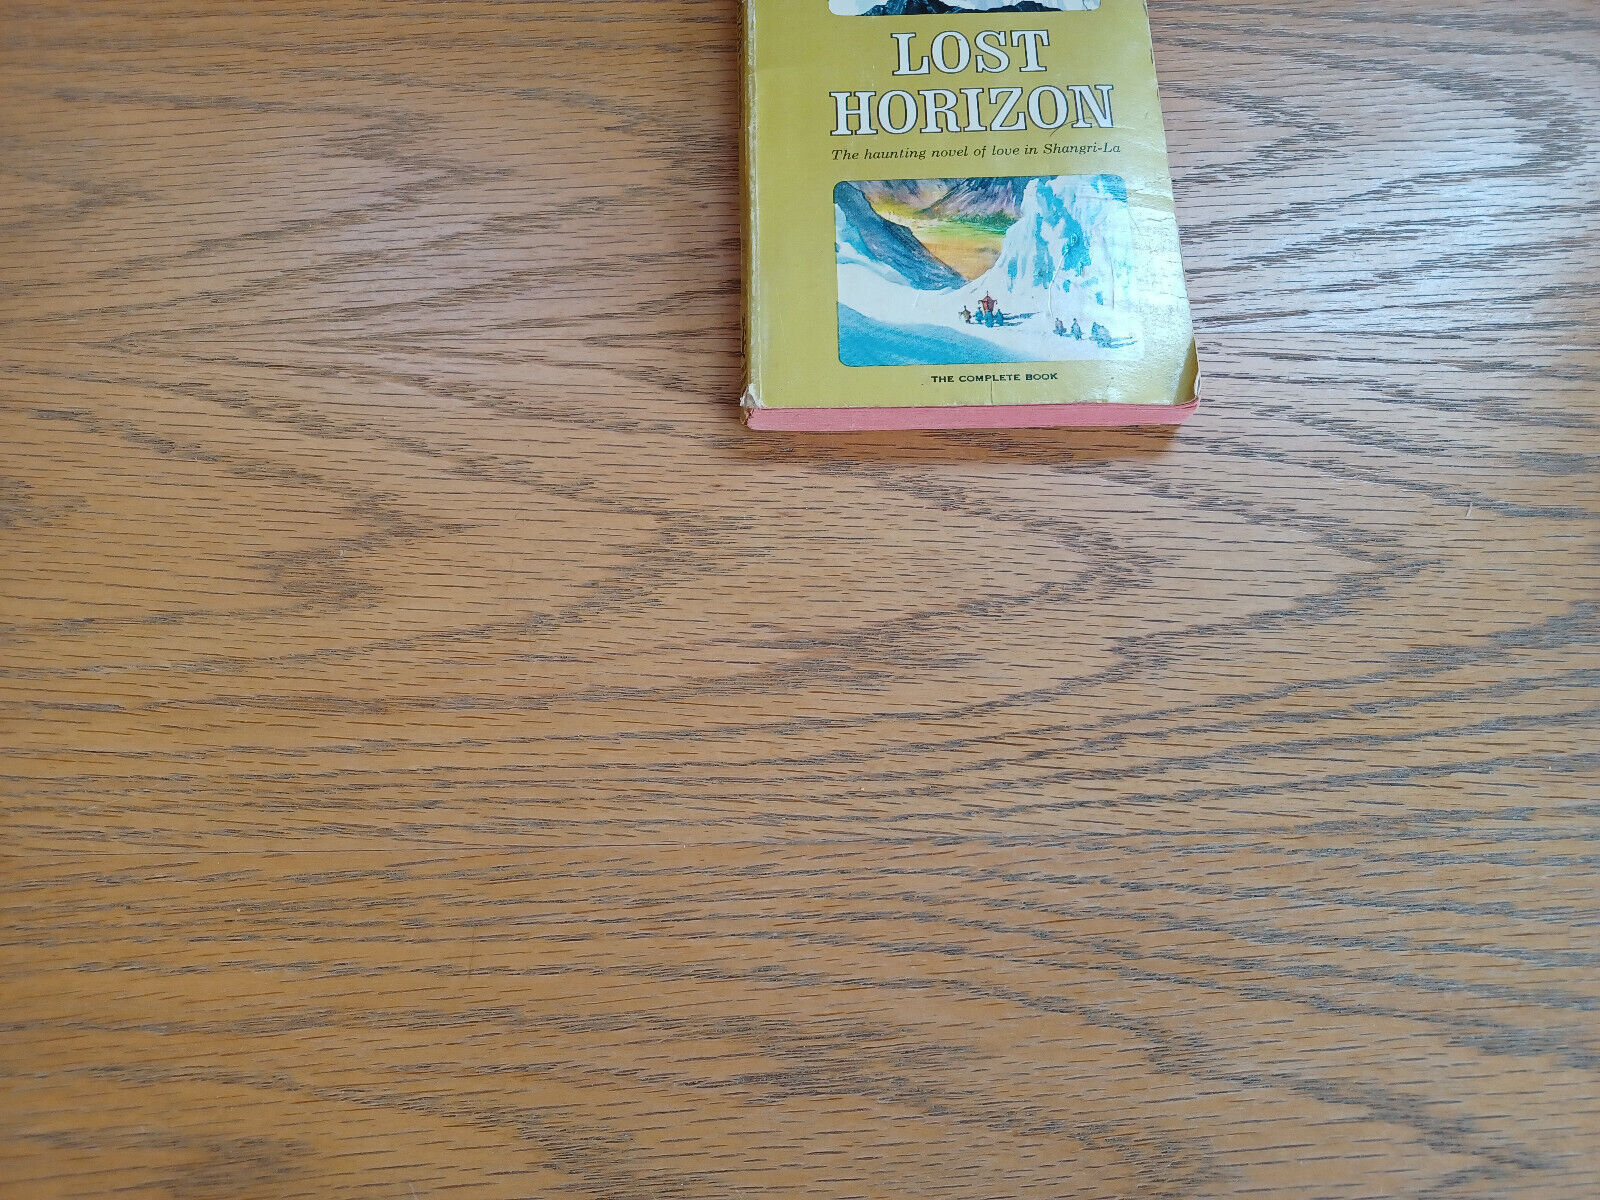 LOST
HORIZON
The haunting novel of love in Shangri-La
THE COMPLETE BOOK